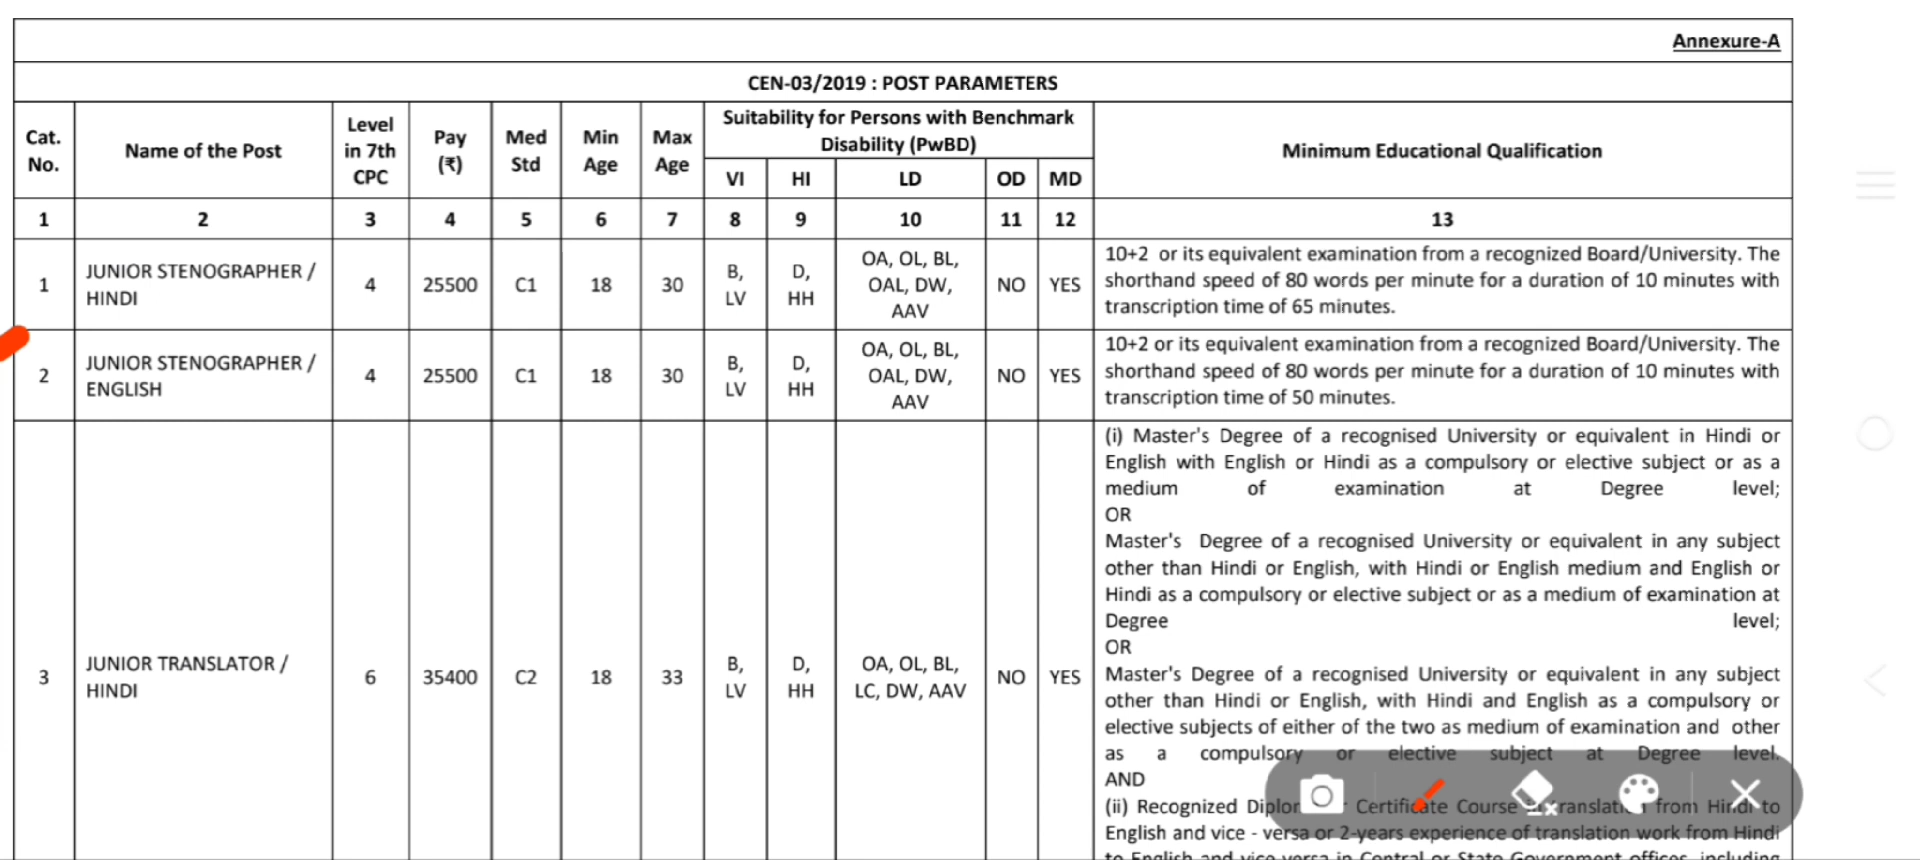 Annexure-A
CEN-03/2019 : POST PARAMETERS
Cat. No.
Name of the Post
Level in 7th CPC
Pay (₹)
Med Std
Min Age
Max Age
Suitability for Persons with Benchmark
Disability (PwBD)
VI HI LD OD MD
Minimum Educational Qualification
1 2 3 4 5 6 7 8 9 10 11 12 13
1
JUNIOR STENOGRAPHER /
HINDI
4 25500 C1 18 30
B,
LV
D,
HH
OA, OL, BL,
OAL, DW,
AAV
NO YES
10+2 or its equivalent examination from a recognized Board/University. The
shorthand speed of 80 words per minute for a duration of 10 minutes with
transcription time of 65 minutes.
2
JUNIOR STENOGRAPHER /
ENGLISH
4 25500 C1 18 30
B,
LV
D,
HH
OA, OL, BL,
OAL, DW,
AAV
NO YES
10+2 or its equivalent examination from a recognized Board/University. The
shorthand speed of 80 words per minute for a duration of 10 minutes with
transcription time of 50 minutes.
3
JUNIOR TRANSLATOR /
HINDI
6 35400 C2 18 33
B,
LV
D,
HH
OA, OL, BL,
LC, DW, AAV
NO YES
(i) Master's Degree of a recognised University or equivalent in Hindi or
English with English or Hindi as a compulsory or elective subject or as a
medium of examination at Degree level;
OR
Master's Degree of a recognised University or equivalent in any subject
other than Hindi or English, with Hindi or English medium and English or
Hindi as a compulsory or elective subject or as a medium of examination at
Degree level;
OR
Master's Degree of a recognised University or equivalent in any subject
other than Hindi or English, with Hindi and English as a compulsory or
elective subjects of either of the two as medium of examination and other
as a compulsory or elective subject at Degree level.
AND
(ii) Recognized Certificate Course from Hindi to
English and vice - versa or 2-years experience of translation work from Hindi
to English and vice versa in Central or State Government offices, including